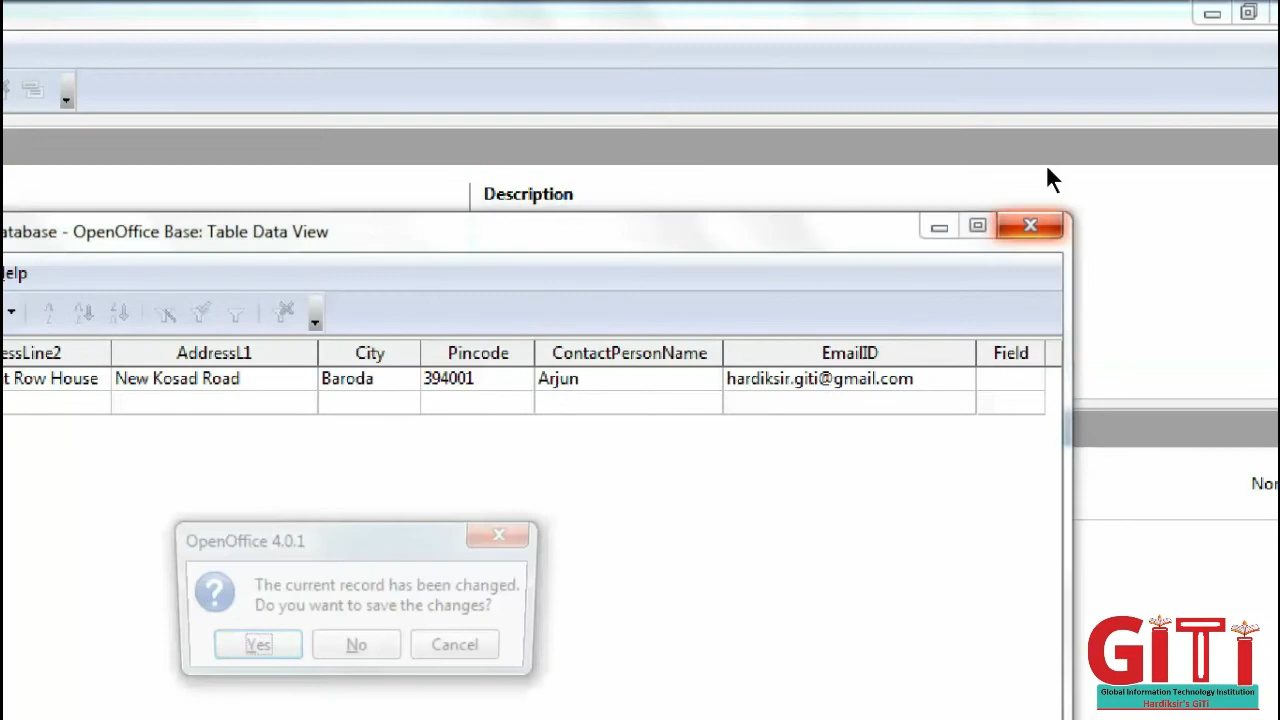 Description
atabase - OpenOffice Base: Table Data View
Help
essLine2 AddressL1 City Pincode ContactPersonName EmailID Field
t Row House New Kosad Road Baroda 394001 Arjun hardiksir.giti@gmail.com
Nor
OpenOffice 4.0.1
The current record has been changed.
Do you want to save the changes?
Yes No Cancel
GiTi
Global Information Technology Institution
Hardiksir's GiTi